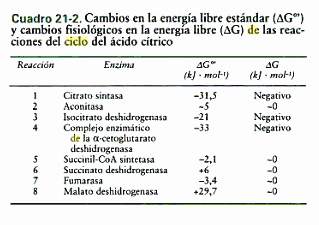 Cuadro 21-2. Cambios en la energía libre estándar (ΔG°')
y cambios fisiológicos en la energía libre (ΔG) de las reac-
ciones del ciclo del ácido cítrico
Reacción Enzima ΔG°' (kJ · mol⁻¹) ΔG (kJ · mol⁻¹)
1 Citrato sintasa −31,5 Negativo
2 Aconitasa ~5 ~0
3 Isocitrato deshidrogenasa −21 Negativo
4 Complejo enzimático −33 Negativo
de la α-cetoglutarato
deshidrogenasa
5 Succinil-CoA sintetasa −2,1 ~0
6 Succinato deshidrogenasa +6 ~0
7 Fumarasa −3,4 ~0
8 Malato deshidrogenasa +29,7 ~0